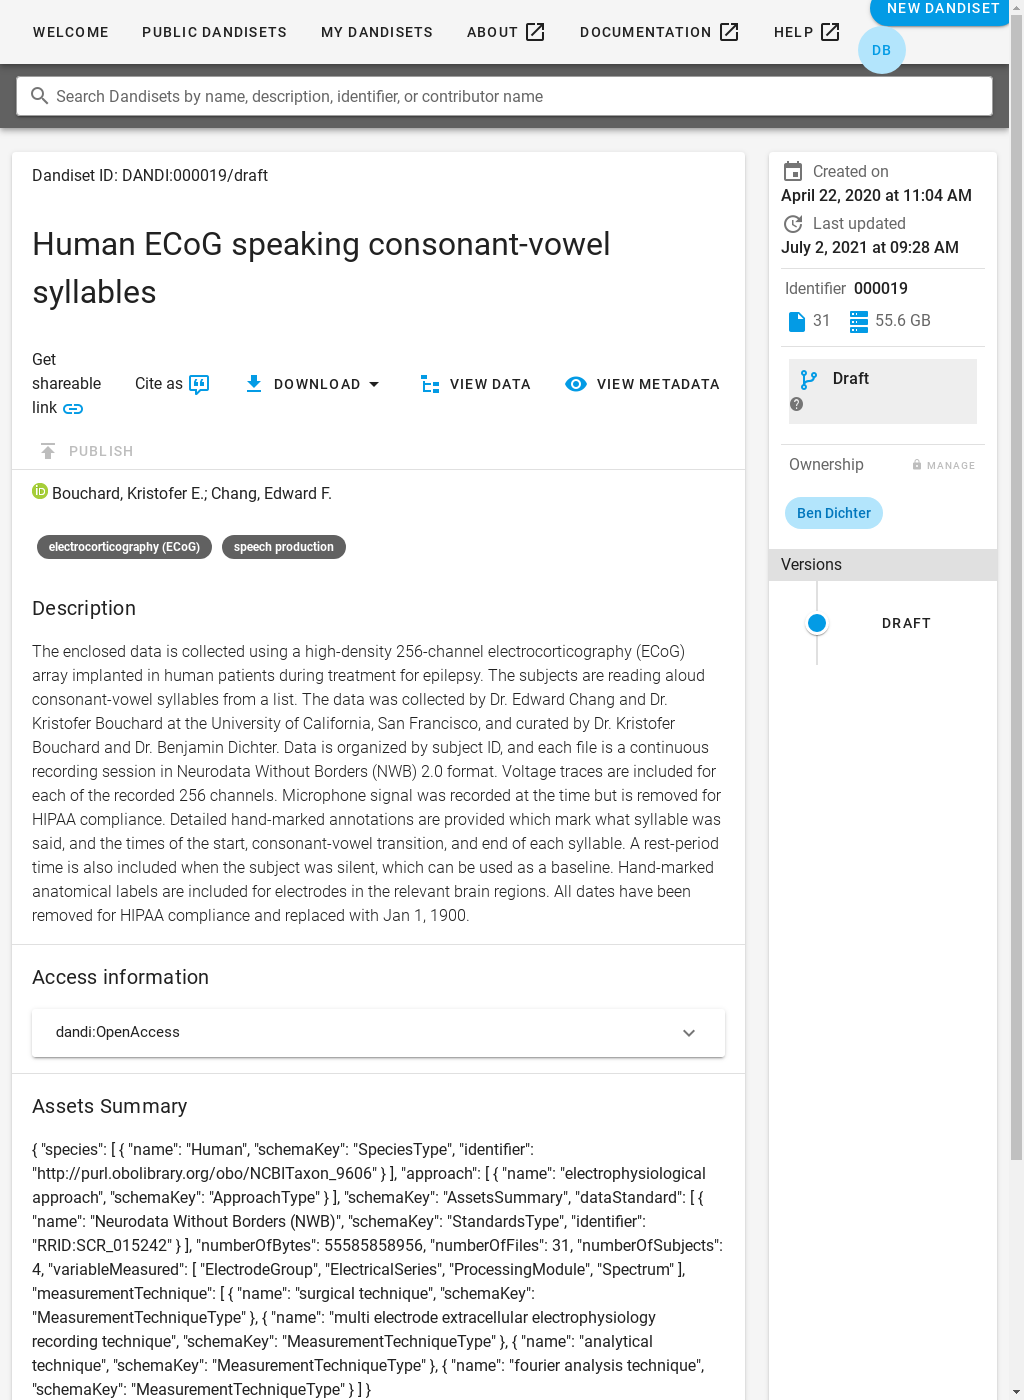 NEW DANDISET
WELCOME PUBLIC DANDISETS MY DANDISETS ABOUT DOCUMENTATION HELP
DB
Search Dandisets by name, description, identifier, or contributor name
Dandiset ID: DANDI:000019/draft
Human ECoG speaking consonant-vowel
syllables
Get
shareable
link
Cite as
DOWNLOAD
VIEW DATA
VIEW METADATA
PUBLISH
iD Bouchard, Kristofer E.; Chang, Edward F.
electrocorticography (ECoG) speech production
Description
The enclosed data is collected using a high-density 256-channel electrocorticography (ECoG)
array implanted in human patients during treatment for epilepsy. The subjects are reading aloud
consonant-vowel syllables from a list. The data was collected by Dr. Edward Chang and Dr.
Kristofer Bouchard at the University of California, San Francisco, and curated by Dr. Kristofer
Bouchard and Dr. Benjamin Dichter. Data is organized by subject ID, and each file is a continuous
recording session in Neurodata Without Borders (NWB) 2.0 format. Voltage traces are included for
each of the recorded 256 channels. Microphone signal was recorded at the time but is removed for
HIPAA compliance. Detailed hand-marked annotations are provided which mark what syllable was
said, and the times of the start, consonant-vowel transition, and end of each syllable. A rest-period
time is also included when the subject was silent, which can be used as a baseline. Hand-marked
anatomical labels are included for electrodes in the relevant brain regions. All dates have been
removed for HIPAA compliance and replaced with Jan 1, 1900.
Access information
dandi:OpenAccess
Assets Summary
{ "species": [ { "name": "Human", "schemaKey": "SpeciesType", "identifier":
"http://purl.obolibrary.org/obo/NCBITaxon_9606" } ], "approach": [ { "name": "electrophysiological
approach", "schemaKey": "ApproachType" } ], "schemaKey": "AssetsSummary", "dataStandard": [ {
"name": "Neurodata Without Borders (NWB)", "schemaKey": "StandardsType", "identifier":
"RRID:SCR_015242" } ], "numberOfBytes": 55585858956, "numberOfFiles": 31, "numberOfSubjects":
4, "variableMeasured": [ "ElectrodeGroup", "ElectricalSeries", "ProcessingModule", "Spectrum" ],
"measurementTechnique": [ { "name": "surgical technique", "schemaKey":
"MeasurementTechniqueType" }, { "name": "multi electrode extracellular electrophysiology
recording technique", "schemaKey": "MeasurementTechniqueType" }, { "name": "analytical
technique", "schemaKey": "MeasurementTechniqueType" }, { "name": "fourier analysis technique",
"schemaKey": "MeasurementTechniqueType" } ] }
Created on
April 22, 2020 at 11:04 AM
Last updated
July 2, 2021 at 09:28 AM
Identifier 000019
31 55.6 GB
Draft
?
Ownership MANAGE
Ben Dichter
Versions
DRAFT